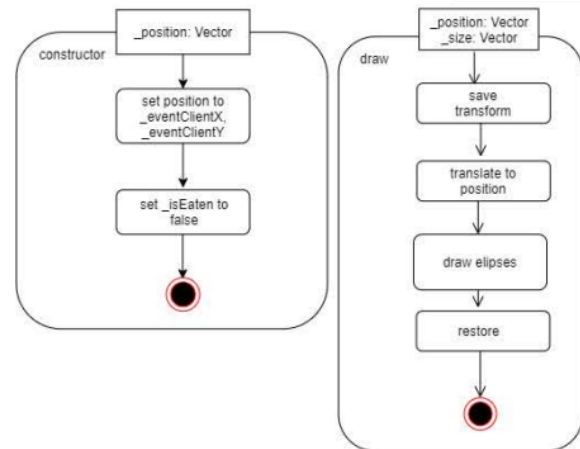 _position: Vector
constructor
set position to
_eventClientX,
_eventClientY
set _isEaten to
false
_position: Vector
_size: Vector
draw
save
transform
translate to
position
draw elipses
restore